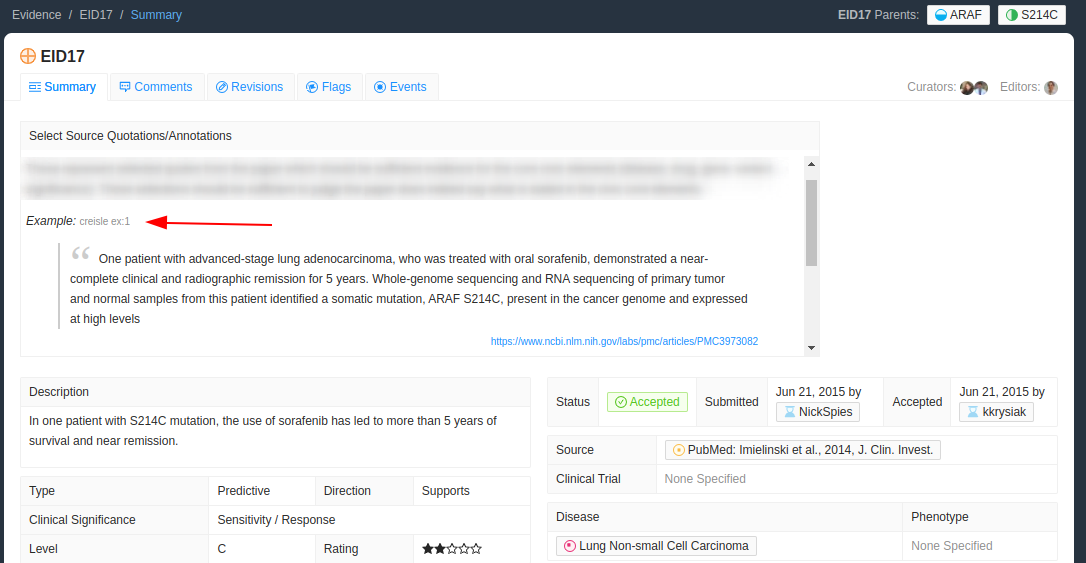 Evidence / EID17 / Summary
EID17 Parents: ARAF S214C
EID17
Summary Comments Revisions Flags Events
Curators: Editors:
Select Source Quotations/Annotations
Example: creisle ex:1
“ One patient with advanced-stage lung adenocarcinoma, who was treated with oral sorafenib, demonstrated a near-
complete clinical and radiographic remission for 5 years. Whole-genome sequencing and RNA sequencing of primary tumor
and normal samples from this patient identified a somatic mutation, ARAF S214C, present in the cancer genome and expressed
at high levels
https://www.ncbi.nlm.nih.gov/labs/pmc/articles/PMC3973082
Description
In one patient with S214C mutation, the use of sorafenib has led to more than 5 years of
survival and near remission.
Type Predictive Direction Supports
Clinical Significance Sensitivity / Response
Level C Rating
Status Accepted Submitted Jun 21, 2015 by NickSpies Accepted Jun 21, 2015 by kkrysiak
Source PubMed: Imielinski et al., 2014, J. Clin. Invest.
Clinical Trial None Specified
Disease Phenotype
Lung Non-small Cell Carcinoma None Specified